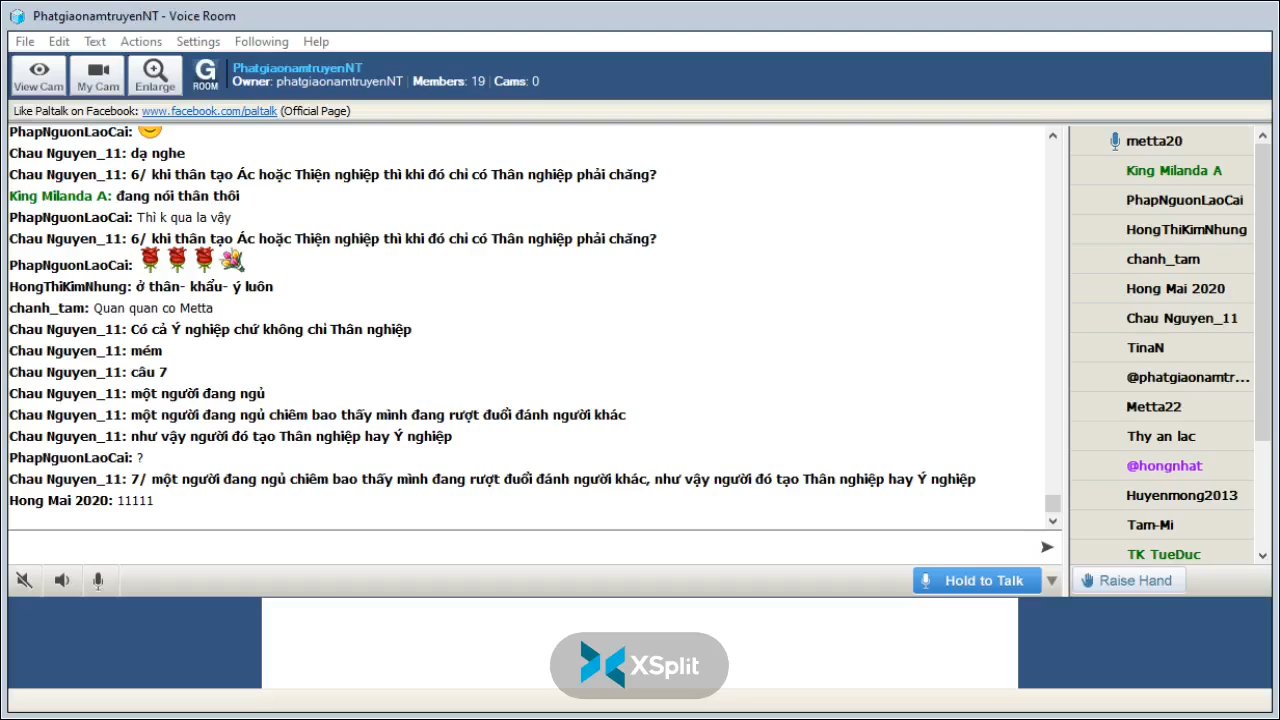 PhatgiaonamtruyenNT - Voice Room
File Edit Text Actions Settings Following Help
View Cam
My Cam
Enlarge
G ROOM
PhatgiaonamtruyenNT
Owner: phatgiaonamtruyenNT | Members: 19 | Cams: 0
Like Paltalk on Facebook: www.facebook.com/paltalk (Official Page)
PhapNguonLaoCai:
Chau Nguyen_11: dạ nghe
Chau Nguyen_11: 6/ khi thân tạo Ác hoặc Thiện nghiệp thì khi đó chỉ có Thân nghiệp phải chăng?
King Milanda A: đang nói thân thôi
PhapNguonLaoCai: Thì k qua la vậy
Chau Nguyen_11: 6/ khi thân tạo Ác hoặc Thiện nghiệp thì khi đó chỉ có Thân nghiệp phải chăng?
PhapNguonLaoCai:
HongThiKimNhung: ở thân- khẩu- ý luôn
chanh_tam: Quan quan co Metta
Chau Nguyen_11: Có cả Ý nghiệp chứ không chỉ Thân nghiệp
Chau Nguyen_11: mém
Chau Nguyen_11: câu 7
Chau Nguyen_11: một người đang ngủ
Chau Nguyen_11: một người đang ngủ chiêm bao thấy mình đang rượt đuổi đánh người khác
Chau Nguyen_11: như vậy người đó tạo Thân nghiệp hay Ý nghiệp
PhapNguonLaoCai: ?
Chau Nguyen_11: 7/ một người đang ngủ chiêm bao thấy mình đang rượt đuổi đánh người khác, như vậy người đó tạo Thân nghiệp hay Ý nghiệp
Hong Mai 2020: 11111
metta20
King Milanda A
PhapNguonLaoCai
HongThiKimNhung
chanh_tam
Hong Mai 2020
Chau Nguyen_11
TinaN
@phatgiaonamtr...
Metta22
Thy an lac
@hongnhat
Huyenmong2013
Tam-Mi
TK TueDuc
Hold to Talk
Raise Hand
XSplit